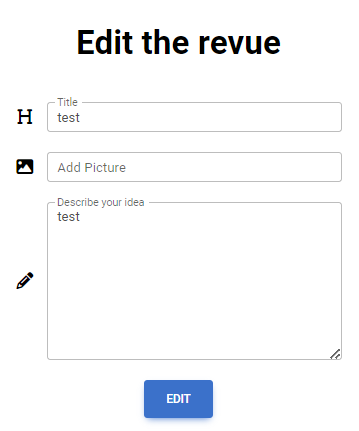 Edit the revue
Title
test
Add Picture
Describe your idea
test
EDIT